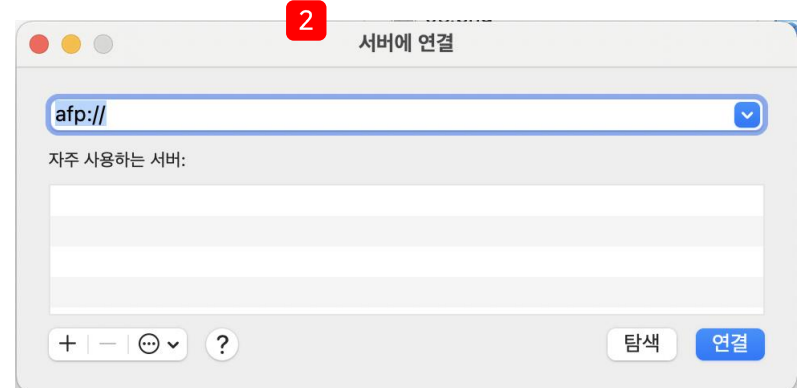 2
서버에 연결
afp://
자주 사용하는 서버:
탐색
연결